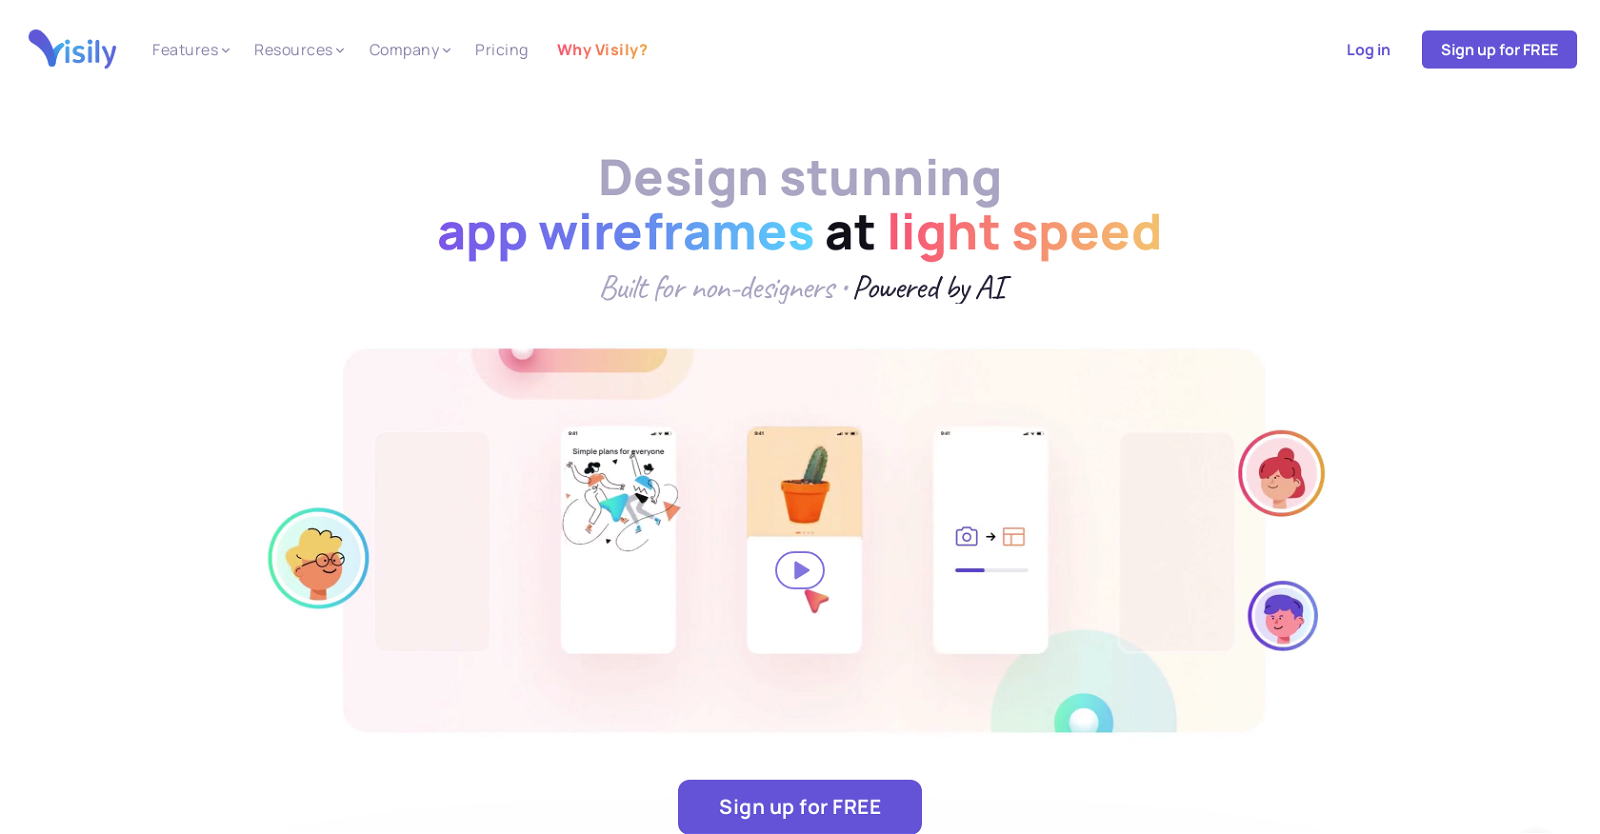 Visily Features Resources Company Pricing Why Visily? Log in Sign up for FREE
Design stunning
app wireframes at light speed
Built for non-designers · Powered by AI
9:41 9:41 9:41
Simple plans for everyone
Sign up for FREE